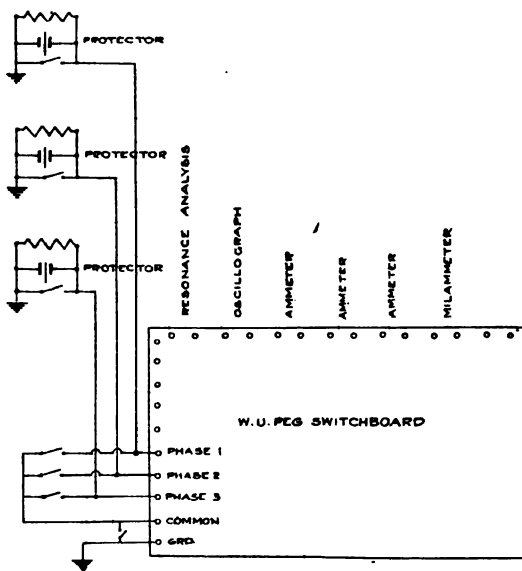 PROTECTOR
PROTECTOR
PROTECTOR
RESONANCE ANALYSIS
OSCILLOGRAPH
AMMETER
AMMETER
AMMETER
MILAMMETER
W.U. PEG SWITCHBOARD
PHASE 1
PHASE 2
PHASE 3
COMMON
GRD.